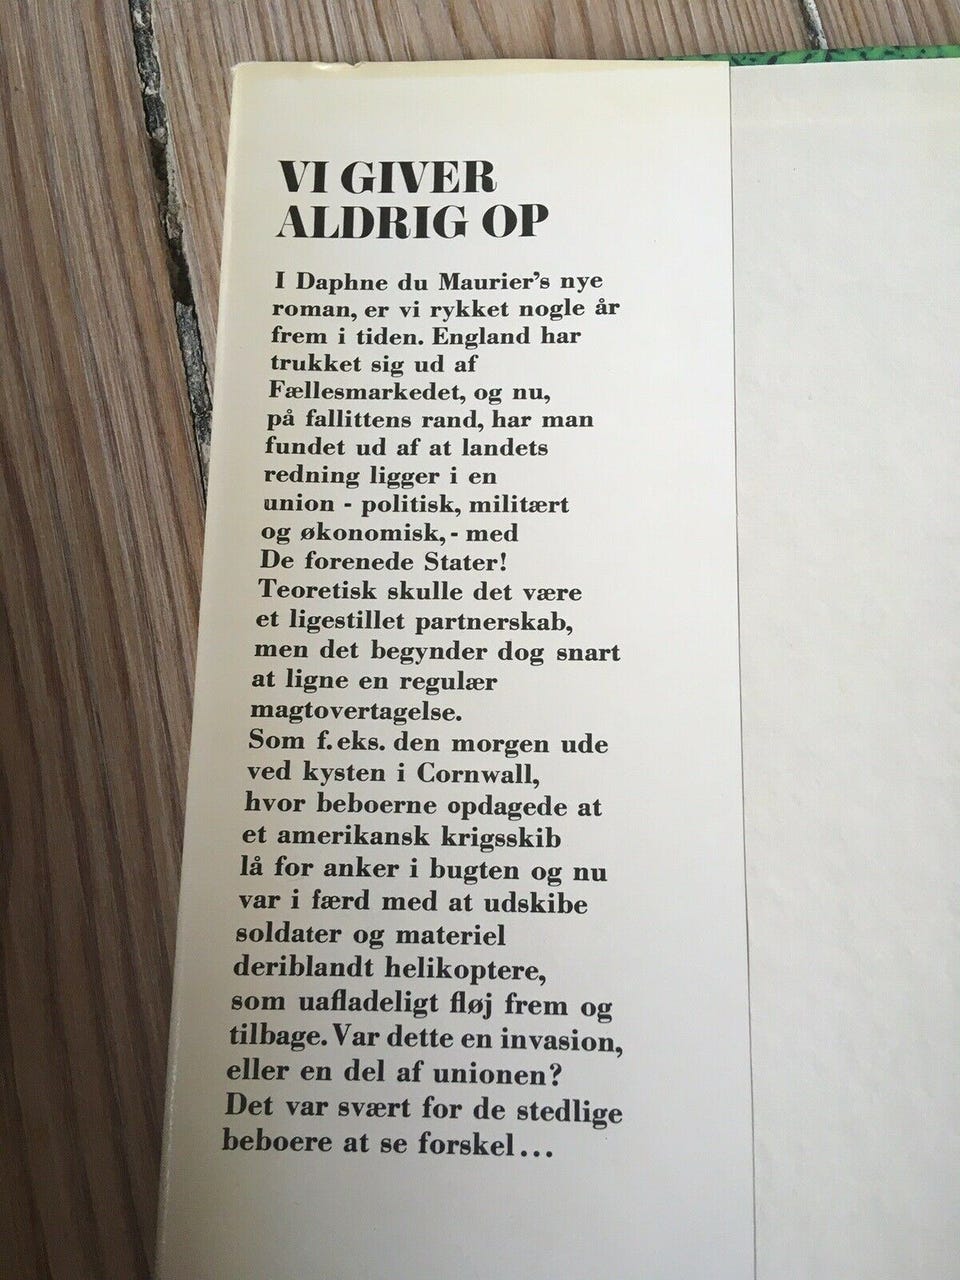 VI GIVER
ALDRIG OP
I Daphne du Maurier's nye
roman, er vi rykket nogle år
frem i tiden. England har
trukket sig ud af
Fællesmarkedet, og nu,
på fallittens rand, har man
fundet ud af at landets
redning ligger i en
union - politisk, militært
og økonomisk, - med
De forenede Stater!
Teoretisk skulle det være
et ligestillet partnerskab,
men det begynder dog snart
at ligne en regulær
magtovertagelse.
Som f.eks. den morgen ude
ved kysten i Cornwall,
hvor beboerne opdagede at
et amerikansk krigsskib
lå for anker i bugten og nu
var i færd med at udskibe
soldater og materiel
deriblandt helikoptere,
som uafladeligt fløj frem og
tilbage. Var dette en invasion,
eller en del af unionen?
Det var svært for de stedlige
beboere at se forskel...